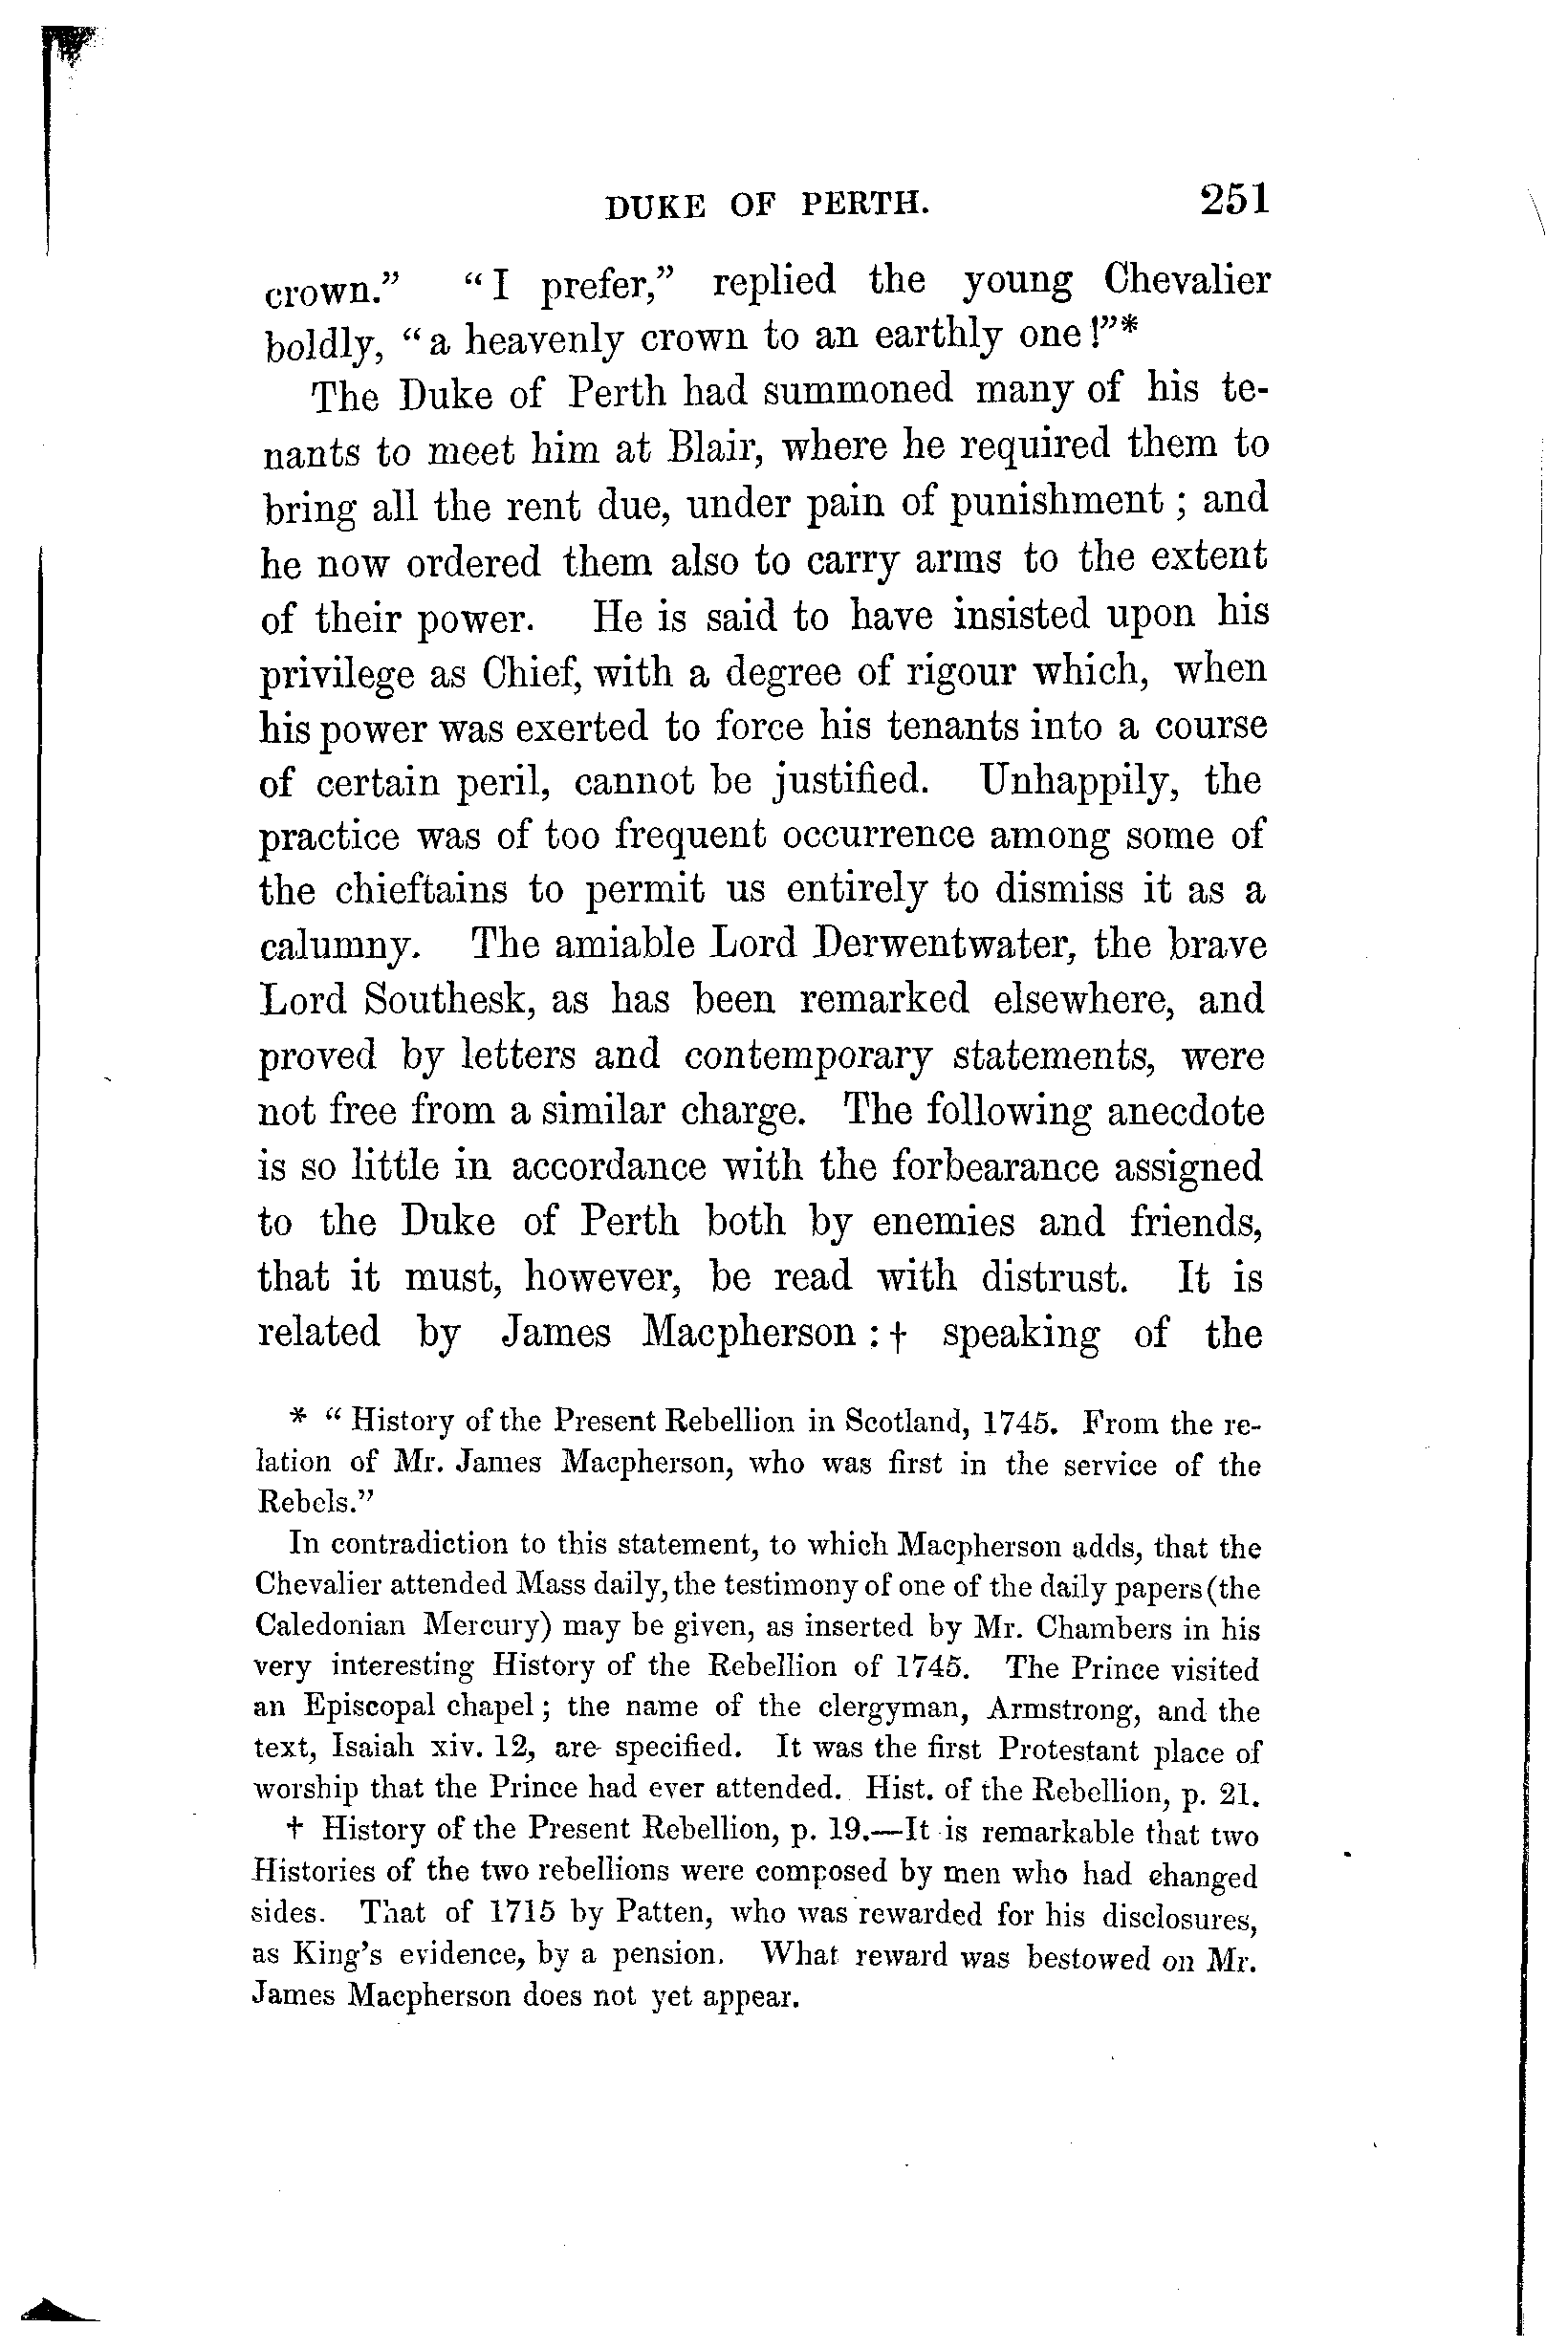 DUKE OF PERTH. 251
crown." "I prefer," replied the young Chevalier
boldly, "a heavenly crown to an earthly one!"*
The Duke of Perth had summoned many of his te-
nants to meet him at Blair, where he required them to
bring all the rent due, under pain of punishment; and
he now ordered them also to carry arms to the extent
of their power. He is said to have insisted upon his
privilege as Chief, with a degree of rigour which, when
his power was exerted to force his tenants into a course
of certain peril, cannot be justified. Unhappily, the
practice was of too frequent occurrence among some of
the chieftains to permit us entirely to dismiss it as a
calumny. The amiable Lord Derwentwater, the brave
Lord Southesk, as has been remarked elsewhere, and
proved by letters and contemporary statements, were
not free from a similar charge. The following anecdote
is so little in accordance with the forbearance assigned
to the Duke of Perth both by enemies and friends,
that it must, however, be read with distrust. It is
related by James Macpherson:† speaking of the
* "History of the Present Rebellion in Scotland, 1745. From the re-
lation of Mr. James Macpherson, who was first in the service of the
Rebels."
In contradiction to this statement, to which Macpherson adds, that the
Chevalier attended Mass daily, the testimony of one of the daily papers (the
Caledonian Mercury) may be given, as inserted by Mr. Chambers in his
very interesting History of the Rebellion of 1745. The Prince visited
an Episcopal chapel; the name of the clergyman, Armstrong, and the
text, Isaiah xiv. 12, are specified. It was the first Protestant place of
worship that the Prince had ever attended. Hist. of the Rebellion, p. 21.
† History of the Present Rebellion, p. 19.—It is remarkable that two
Histories of the two rebellions were composed by men who had changed
sides. That of 1715 by Patten, who was rewarded for his disclosures,
as King's evidence, by a pension. What reward was bestowed on Mr.
James Macpherson does not yet appear.